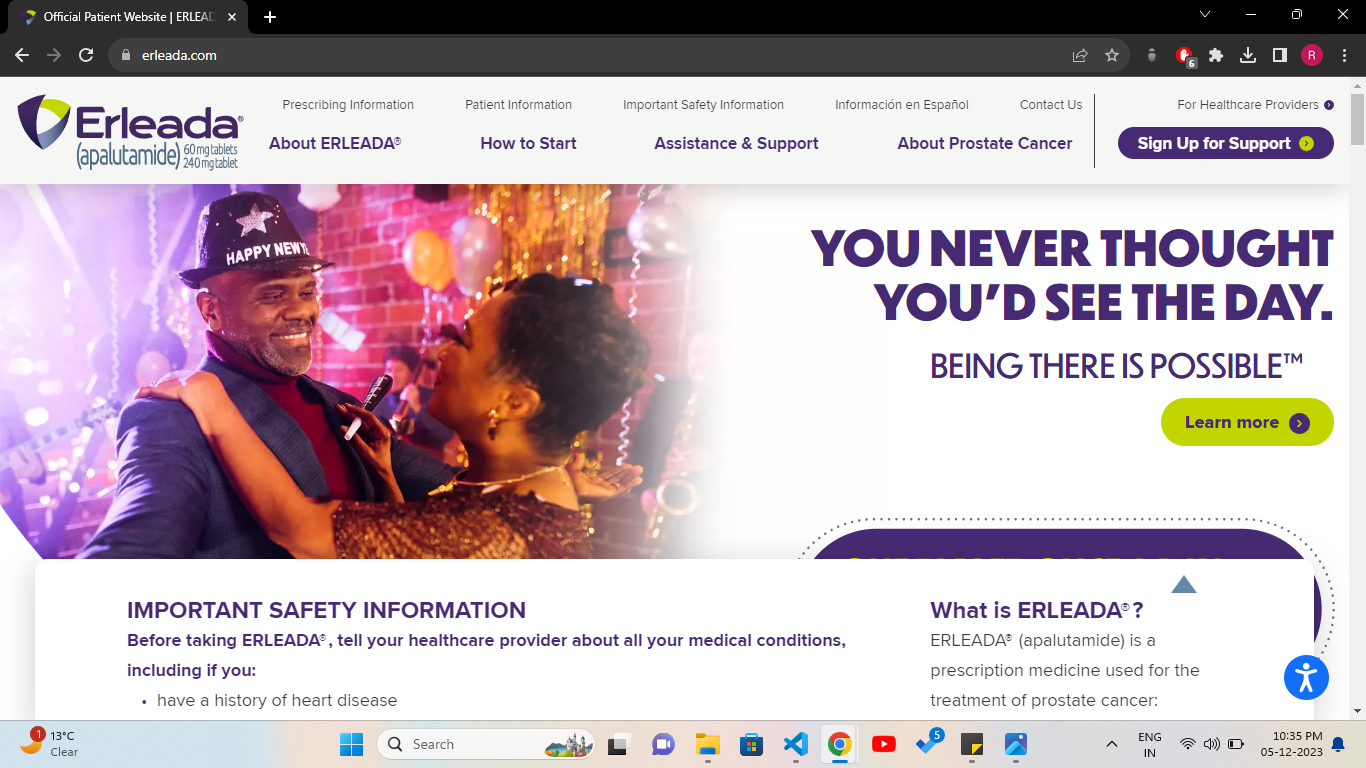 Official Patient Website | ERLEAD
erleada.com
6
R
Erleada®
(apalutamide) 60 mg tablets
240 mg tablet
Prescribing Information
Patient Information
Important Safety Information
Información en Español
Contact Us
For Healthcare Providers
About ERLEADA®
How to Start
Assistance & Support
About Prostate Cancer
Sign Up for Support
HAPPY NEW YE
YOU NEVER THOUGHT
YOU'D SEE THE DAY.
BEING THERE IS POSSIBLE™
Learn more
IMPORTANT SAFETY INFORMATION
Before taking ERLEADA®, tell your healthcare provider about all your medical conditions,
including if you:
• have a history of heart disease
What is ERLEADA®?
ERLEADA® (apalutamide) is a
prescription medicine used for the
treatment of prostate cancer:
1
13°C
Clear
Search
5
ENG
IN
10:35 PM
05-12-2023